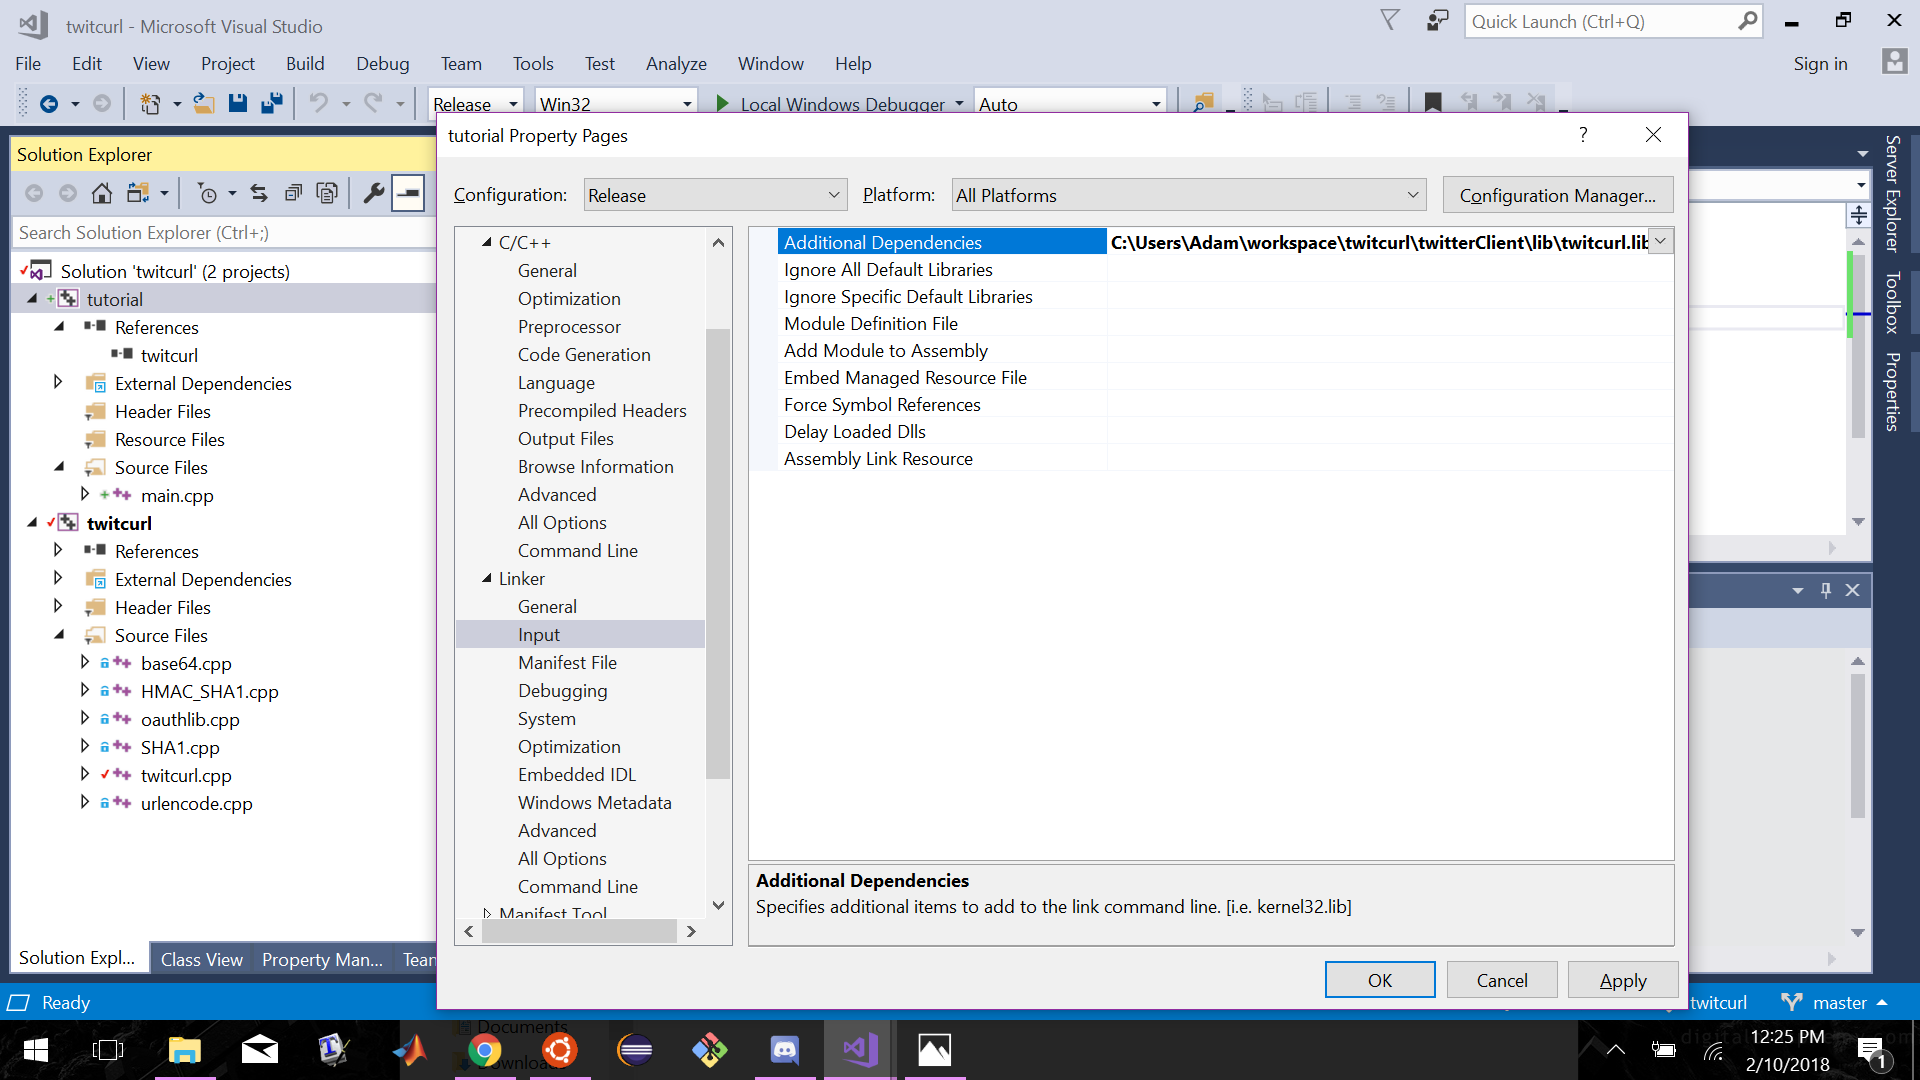 twitcurl - Microsoft Visual Studio
Quick Launch (Ctrl+Q)
File Edit View Project Build Debug Team Tools Test Analyze Window Help
Sign in
Release Win32 Local Windows Debugger Auto
Solution Explorer
Search Solution Explorer (Ctrl+;)
Solution 'twitcurl' (2 projects)
tutorial
References
twitcurl
External Dependencies
Header Files
Resource Files
Source Files
main.cpp
twitcurl
References
External Dependencies
Header Files
Source Files
base64.cpp
HMAC_SHA1.cpp
oauthlib.cpp
SHA1.cpp
twitcurl.cpp
urlencode.cpp
Solution Expl... Class View Property Man... Team
tutorial Property Pages
?
Configuration: Release Platform: All Platforms Configuration Manager...
C/C++
General
Optimization
Preprocessor
Code Generation
Language
Precompiled Headers
Output Files
Browse Information
Advanced
All Options
Command Line
Linker
General
Input
Manifest File
Debugging
System
Optimization
Embedded IDL
Windows Metadata
Advanced
All Options
Command Line
Manifest Tool
Additional Dependencies C:\Users\Adam\workspace\twitcurl\twitterClient\lib\twitcurl.lib
Ignore All Default Libraries
Ignore Specific Default Libraries
Module Definition File
Add Module to Assembly
Embed Managed Resource File
Force Symbol References
Delay Loaded Dlls
Assembly Link Resource
Additional Dependencies
Specifies additional items to add to the link command line. [i.e. kernel32.lib]
OK Cancel Apply
Server Explorer
Toolbox
Properties
Ready
twitcurl master
Documents
12:25 PM
2/10/2018
1